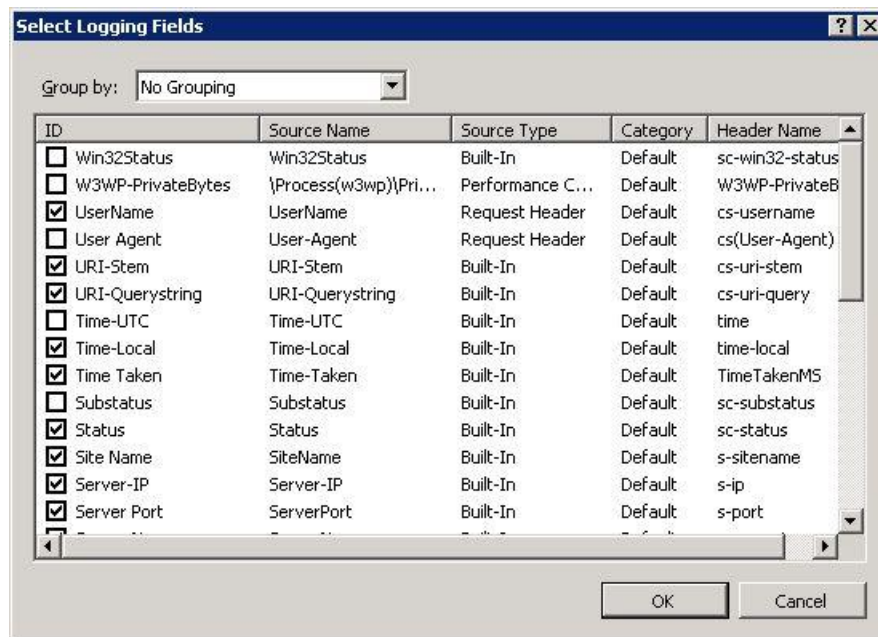 Select Logging Fields
Group by: No Grouping
ID Source Name Source Type Category Header Name
Win32Status Win32Status Built-In Default sc-win32-status
W3WP-PrivateBytes \Process(w3wp)\Pri... Performance C... Default W3WP-PrivateB
UserName UserName Request Header Default cs-username
User Agent User-Agent Request Header Default cs(User-Agent)
URI-Stem URI-Stem Built-In Default cs-uri-stem
URI-Querystring URI-Querystring Built-In Default cs-uri-query
Time-UTC Time-UTC Built-In Default time
Time-Local Time-Local Built-In Default time-local
Time Taken Time-Taken Built-In Default TimeTakenMS
Substatus Substatus Built-In Default sc-substatus
Status Status Built-In Default sc-status
Site Name SiteName Built-In Default s-sitename
Server-IP Server-IP Built-In Default s-ip
Server Port ServerPort Built-In Default s-port
OK Cancel